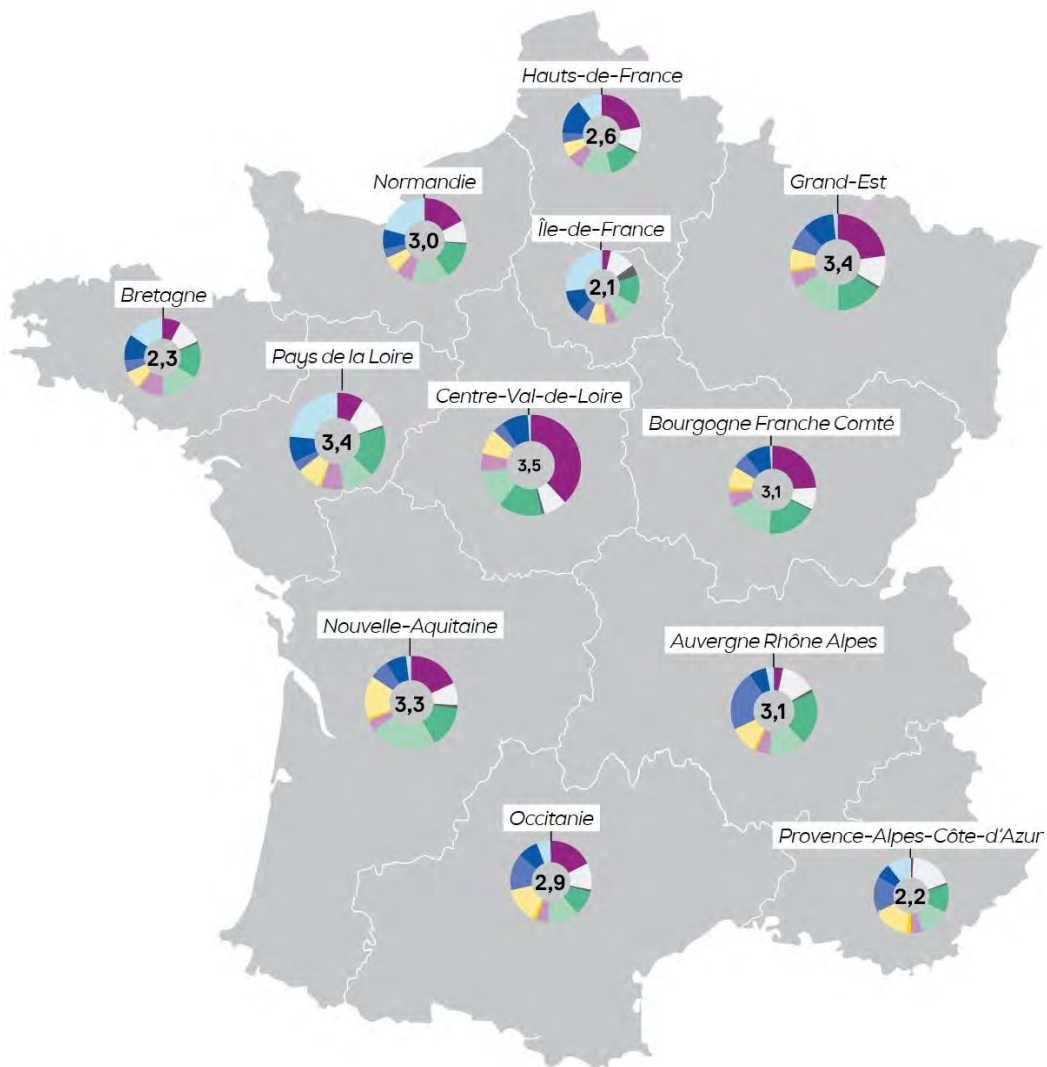 Hauts-de-France
2,6
Normandie
3,0
Grand-Est
3,4
Île-de-France
2,1
Bretagne
2,3
Pays de la Loire
3,4
Centre-Val-de-Loire
3,5
Bourgogne Franche Comté
3,1
Nouvelle-Aquitaine
3,3
Auvergne Rhône Alpes
3,1
Occitanie
2,9
Provence-Alpes-Côte-d'Azur
2,2